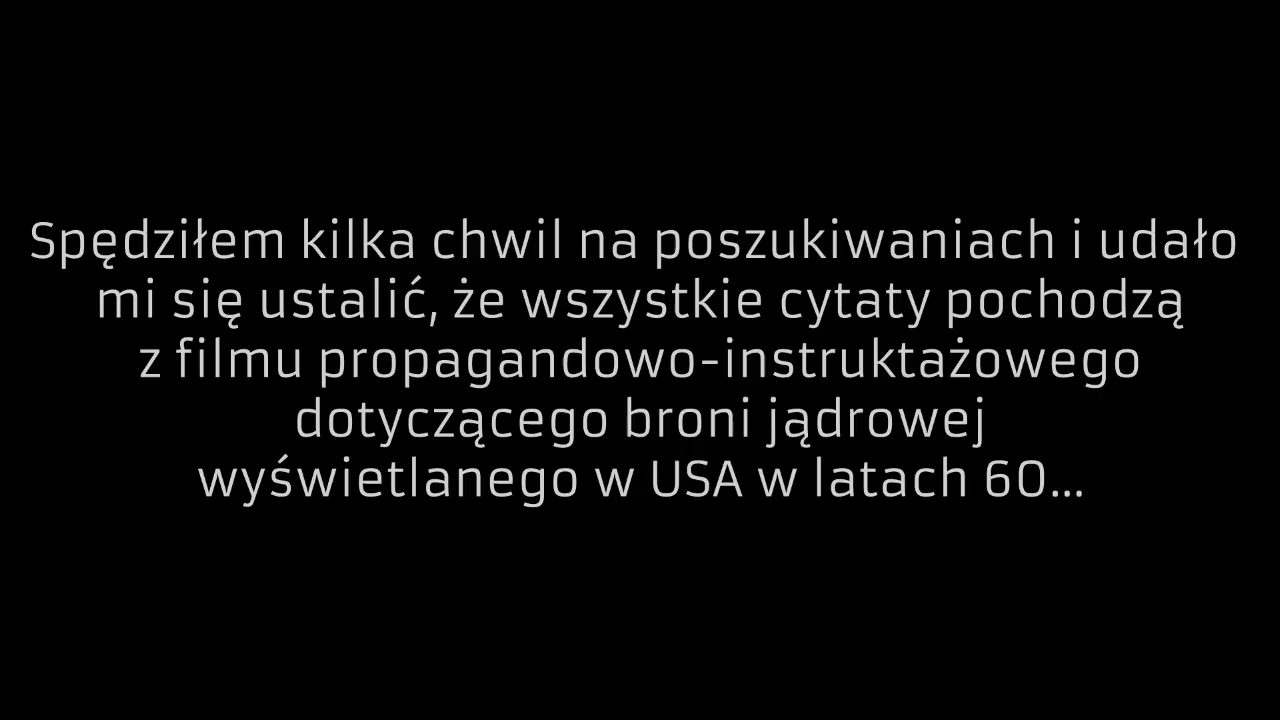 Spędziłem kilka chwil na poszukiwaniach i udało
mi się ustalić, że wszystkie cytaty pochodzą
z filmu propagandowo-instruktażowego
dotyczącego broni jądrowej
wyświetlanego w USA w latach 60...